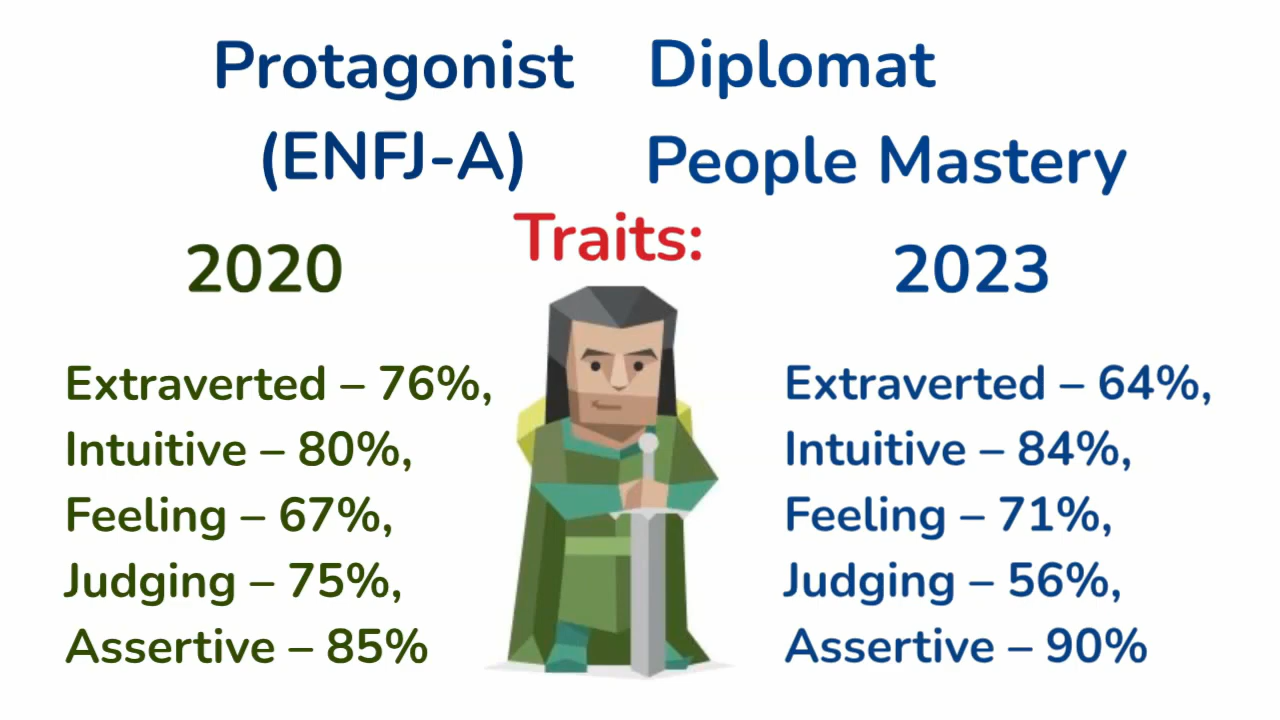 Protagonist
(ENFJ-A)
Diplomat
People Mastery
Traits:
2020
Extraverted – 76%,
Intuitive – 80%,
Feeling – 67%,
Judging – 75%,
Assertive – 85%
2023
Extraverted – 64%,
Intuitive – 84%,
Feeling – 71%,
Judging – 56%,
Assertive – 90%